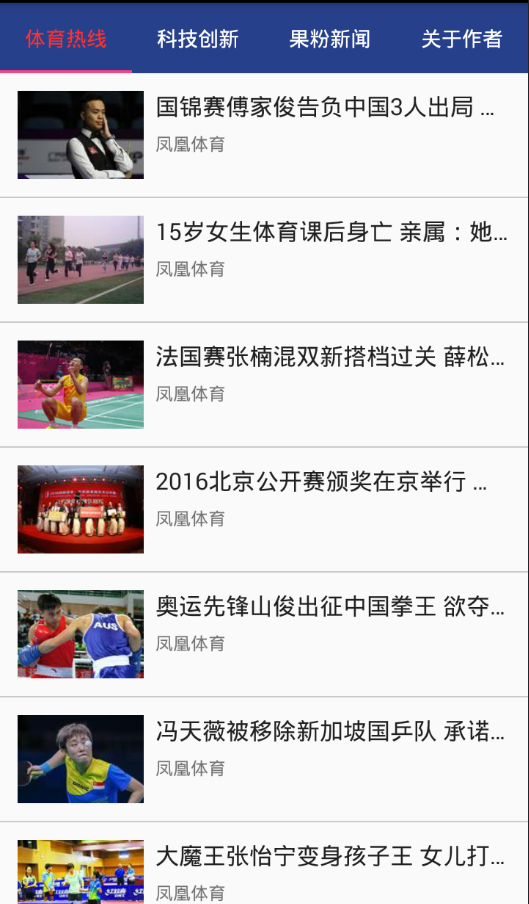 体育热线 科技创新 果粉新闻 关于作者
国锦赛傅家俊告负中国3人出局 ...
凤凰体育
15岁女生体育课后身亡 亲属：她...
凤凰体育
法国赛张楠混双新搭档过关 薛松...
凤凰体育
2016北京公开赛颁奖在京举行 ...
凤凰体育
奥运先锋山俊出征中国拳王 欲夺...
凤凰体育
AUS
冯天薇被移除新加坡国乒队 承诺...
凤凰体育
大魔王张怡宁变身孩子王 女儿打...
凤凰体育